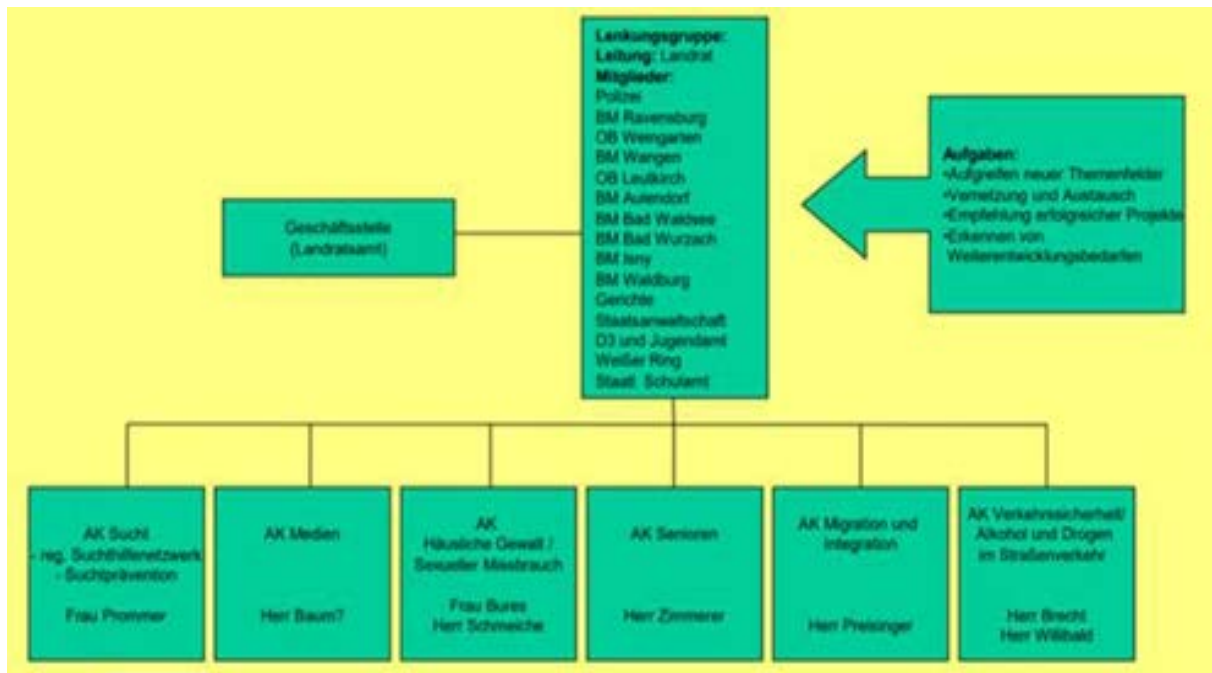 Lenkungsgruppe:
Leitung: Landrat
Mitglieder:
Polizei
BM Ravensburg
OB Weingarten
BM Wangen
OB Leutkirch
BM Aulendorf
BM Bad Waldsee
BM Bad Wurzach
BM Isny
BM Waldburg
Gerichte
Staatsanwaltschaft
D3 und Jugendamt
Weißer Ring
Staatl. Schulamt
Geschäftsstelle
(Landratsamt)
Aufgaben:
•Aufgreifen neuer Themenfelder
•Vernetzung und Austausch
•Empfehlung erfolgreicher Projekte
•Erkennen von
Weiterentwicklungsbedarfen
AK Sucht
- reg. Suchthilfenetzwerk
- Suchtprävention
Frau Prommer
AK Medien
Herr Baum?
AK
Häusliche Gewalt /
Sexueller Missbrauch
Frau Bures
Herr Schmeiche
AK Senioren
Herr Zimmerer
AK Migration und
Integration
Herr Preisinger
AK Verkehrssicherheit/
Alkohol und Drogen
im Straßenverkehr
Herr Brecht
Herr Willibald